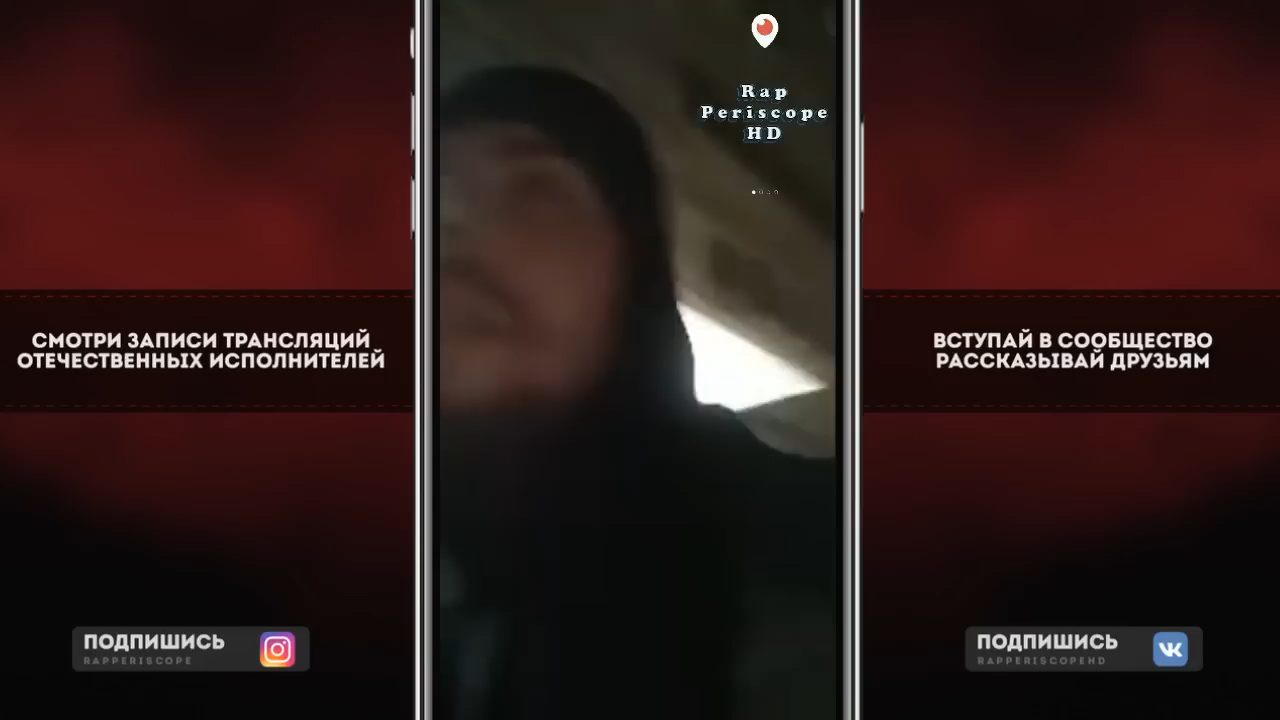 Rap
Periscope
HD
СМОТРИ ЗАПИСИ ТРАНСЛЯЦИЙ
ОТЕЧЕСТВЕННЫХ ИСПОЛНИТЕЛЕЙ
ВСТУПАЙ В СООБЩЕСТВО
РАССКАЗЫВАЙ ДРУЗЬЯМ
ПОДПИШИСЬ
RAPPERISCOPE
ПОДПИШИСЬ
RAPPERISCOPEHD